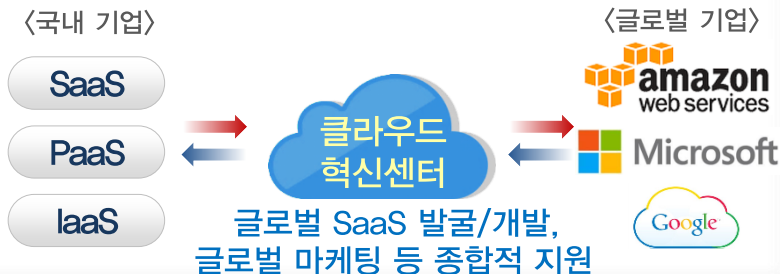 <국내 기업>
SaaS
PaaS
IaaS
클라우드
혁신센터
글로벌 SaaS 발굴/개발,
글로벌 마케팅 등 종합적 지원
<글로벌 기업>
amazon
web services
Microsoft
Google